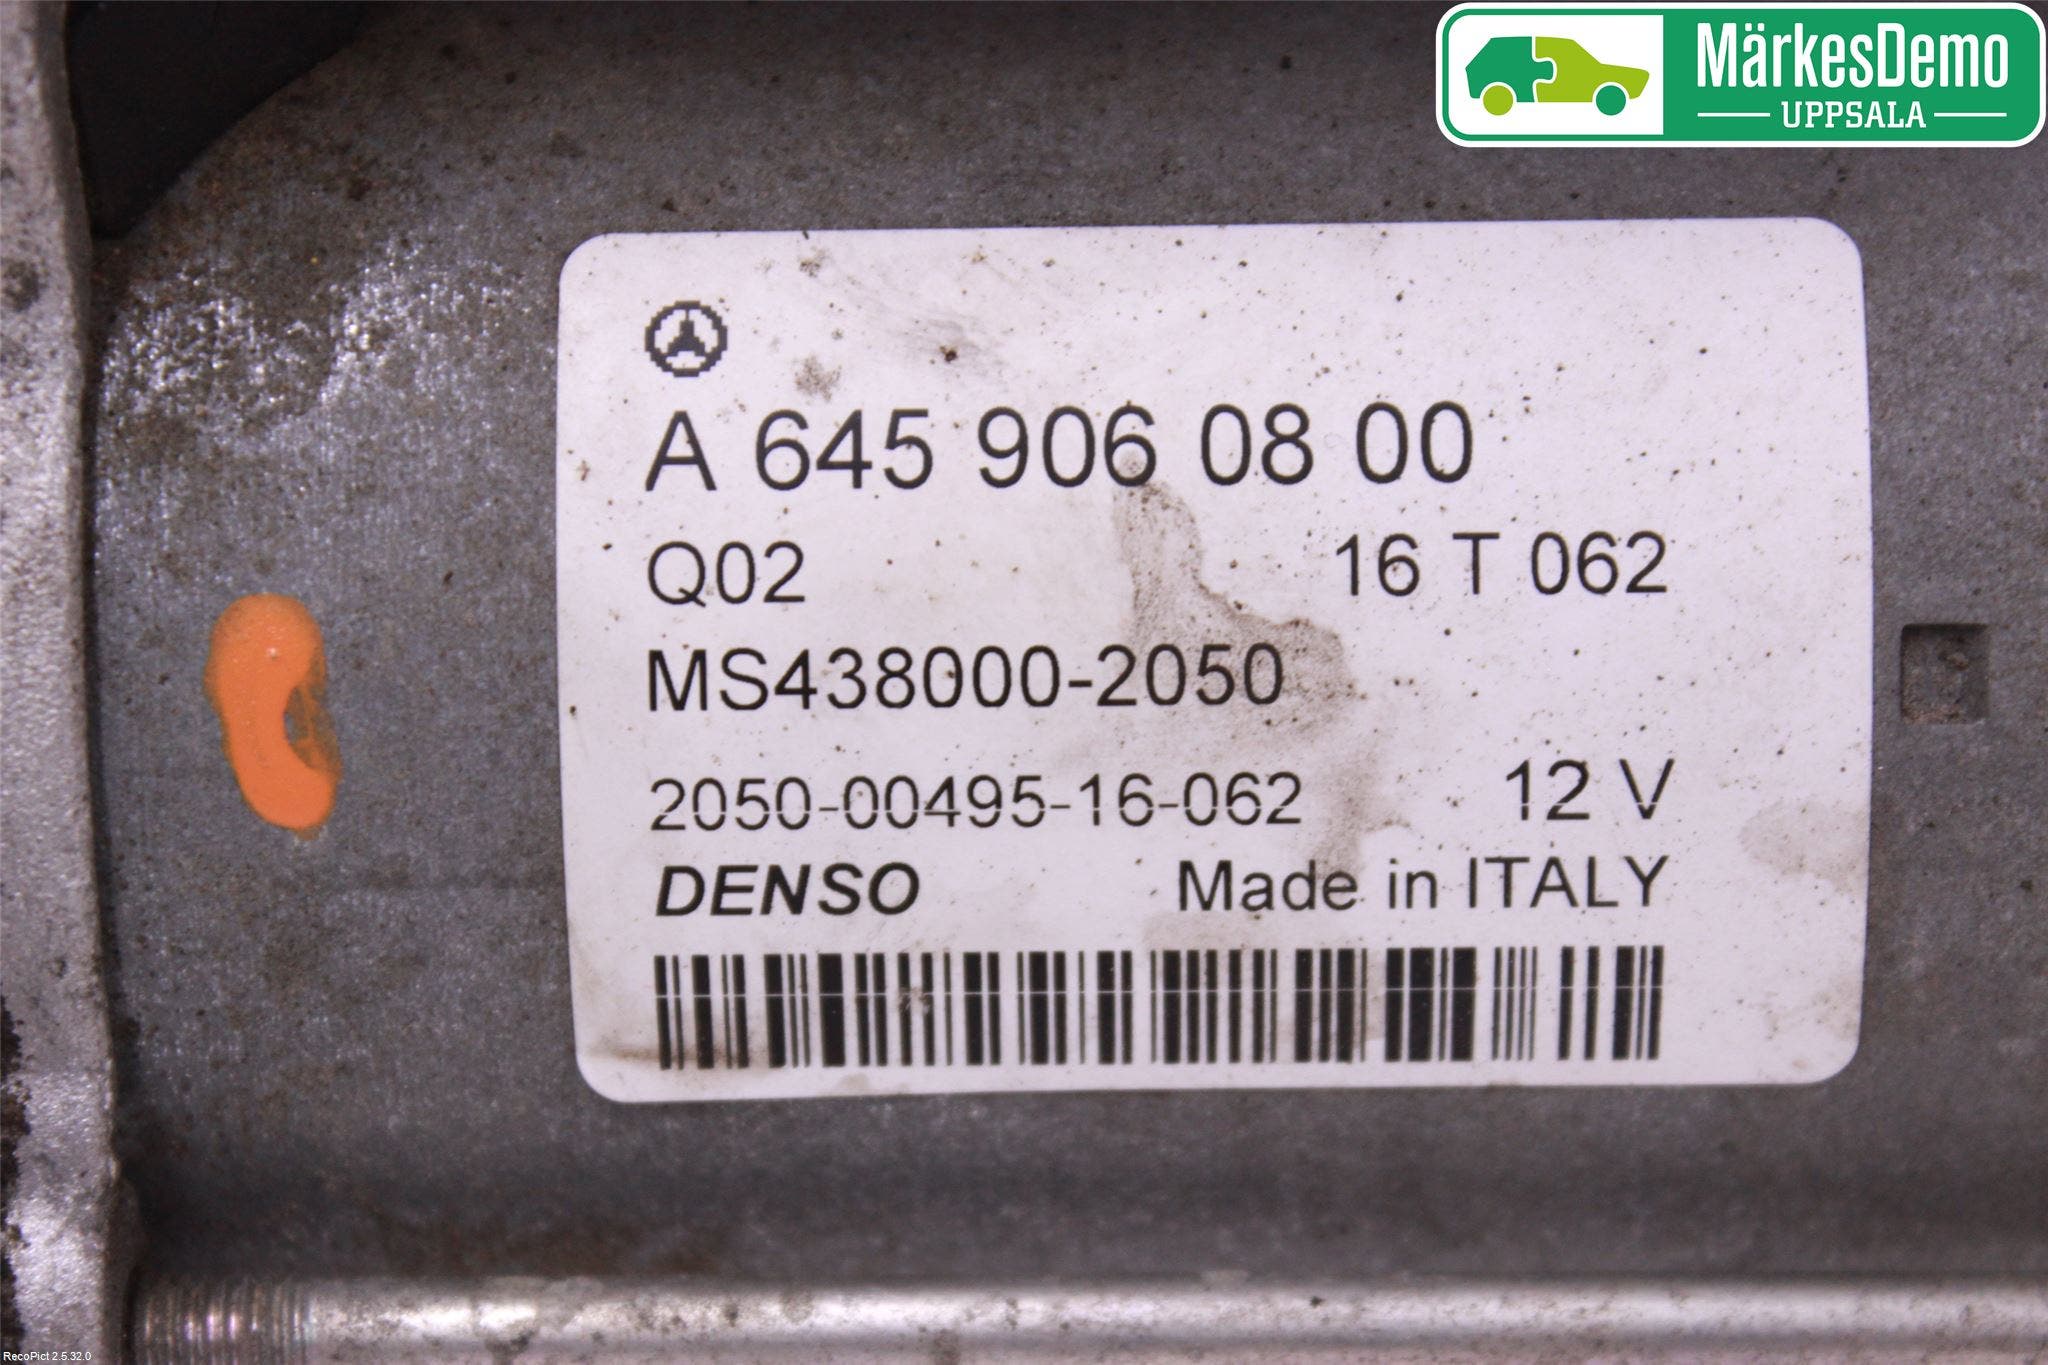 MärkesDemo
UPPSALA
A 645 906 08 00
Q02 16 T 062
MS438000-2050
2050-00495-16-062 12 V
DENSO Made in ITALY
RecoPict 2.5.32.0